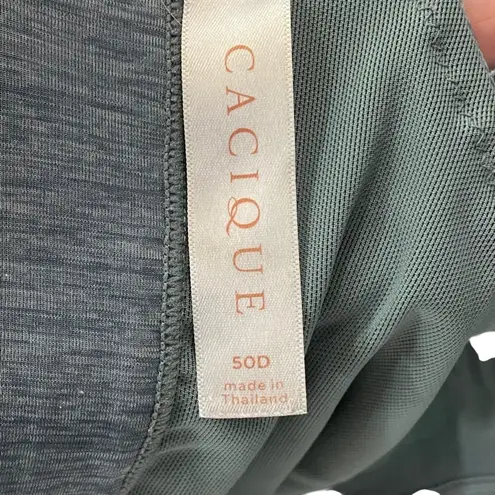 CACIQUE
50D
made in
Thailand